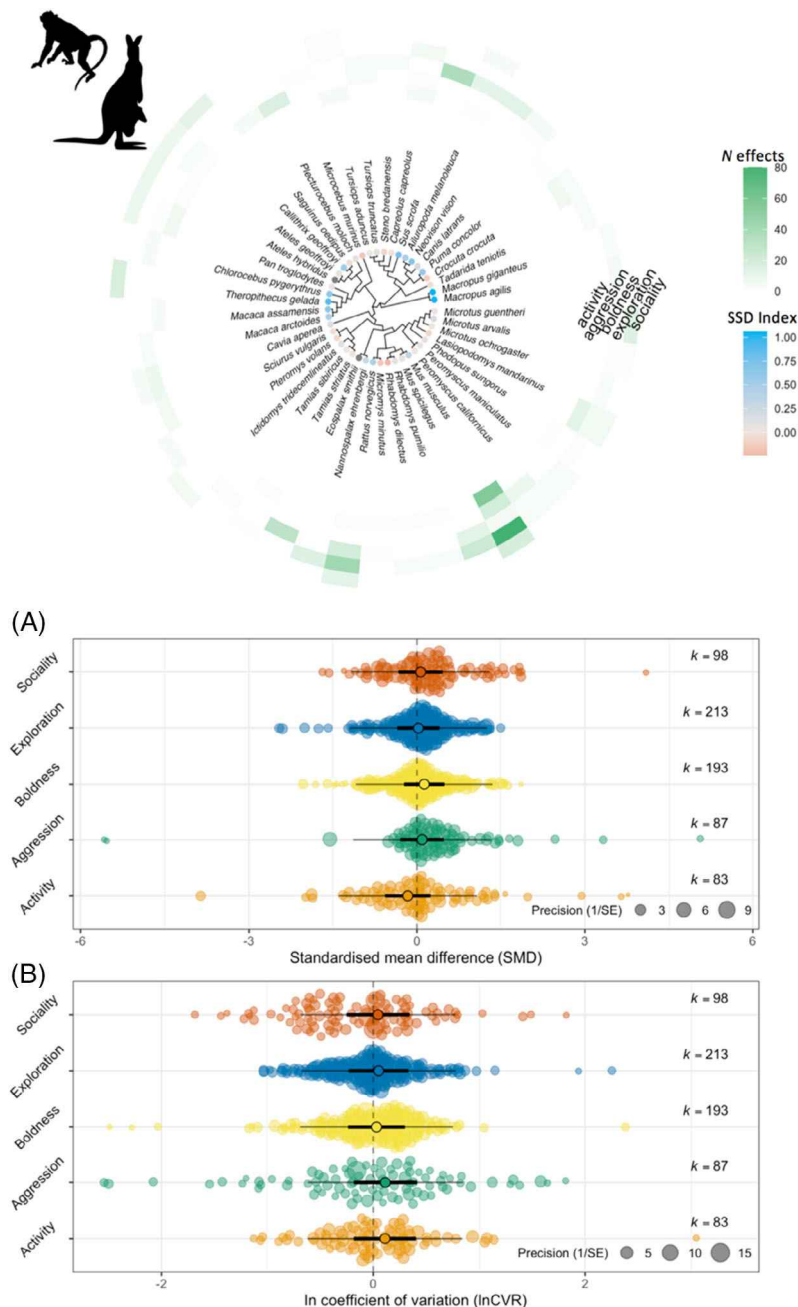 N effects
80
60
40
20
0
SSD Index
1.00
0.75
0.50
0.25
0.00
activity
aggression
boldness
exploration
sociality
Chlorocebus pygerythrus
Pan troglodytes
Ateles hybridus
Ateles geoffroyi
Callithrix geoffroyi
Saguinus oedipus
Plecturocebus moloch
Microcebus murinus
Tursiops aduncus
Tursiops truncatus
Steno bredanensis
Capreolus capreolus
Sus scrofa
Ailuropoda melanoleuca
Neovison vison
Canis latrans
Puma concolor
Crocuta crocuta
Tadarida teniotis
Macropus giganteus
Macropus agilis
Microtus guentheri
Microtus arvalis
Microtus ochrogaster
Lasiopodomys mandarinus
Phodopus sungorus
Peromyscus maniculatus
Peromyscus californicus
Mus musculus
Mus spicilegus
Rhabdomys pumilio
Rhabdomys dilectus
Micromys minutus
Rattus norvegicus
Nannospalax ehrenbergi
Eospalax smithii
Tamias striatus
Tamias sibiricus
Ictidomys tridecemlineatus
Pteromys volans
Sciurus vulgaris
Cavia aperea
Macaca arctoides
Macaca assamensis
Theropithecus gelada
(A)
Sociality
k = 98
Exploration
k = 213
Boldness
k = 193
Aggression
k = 87
Activity
k = 83
Precision (1/SE) 3 6 9
-6 -3 0 3 6
Standardised mean difference (SMD)
(B)
Sociality
k = 98
Exploration
k = 213
Boldness
k = 193
Aggression
k = 87
Activity
k = 83
Precision (1/SE) 5 10 15
-2 0 2
ln coefficient of variation (lnCVR)